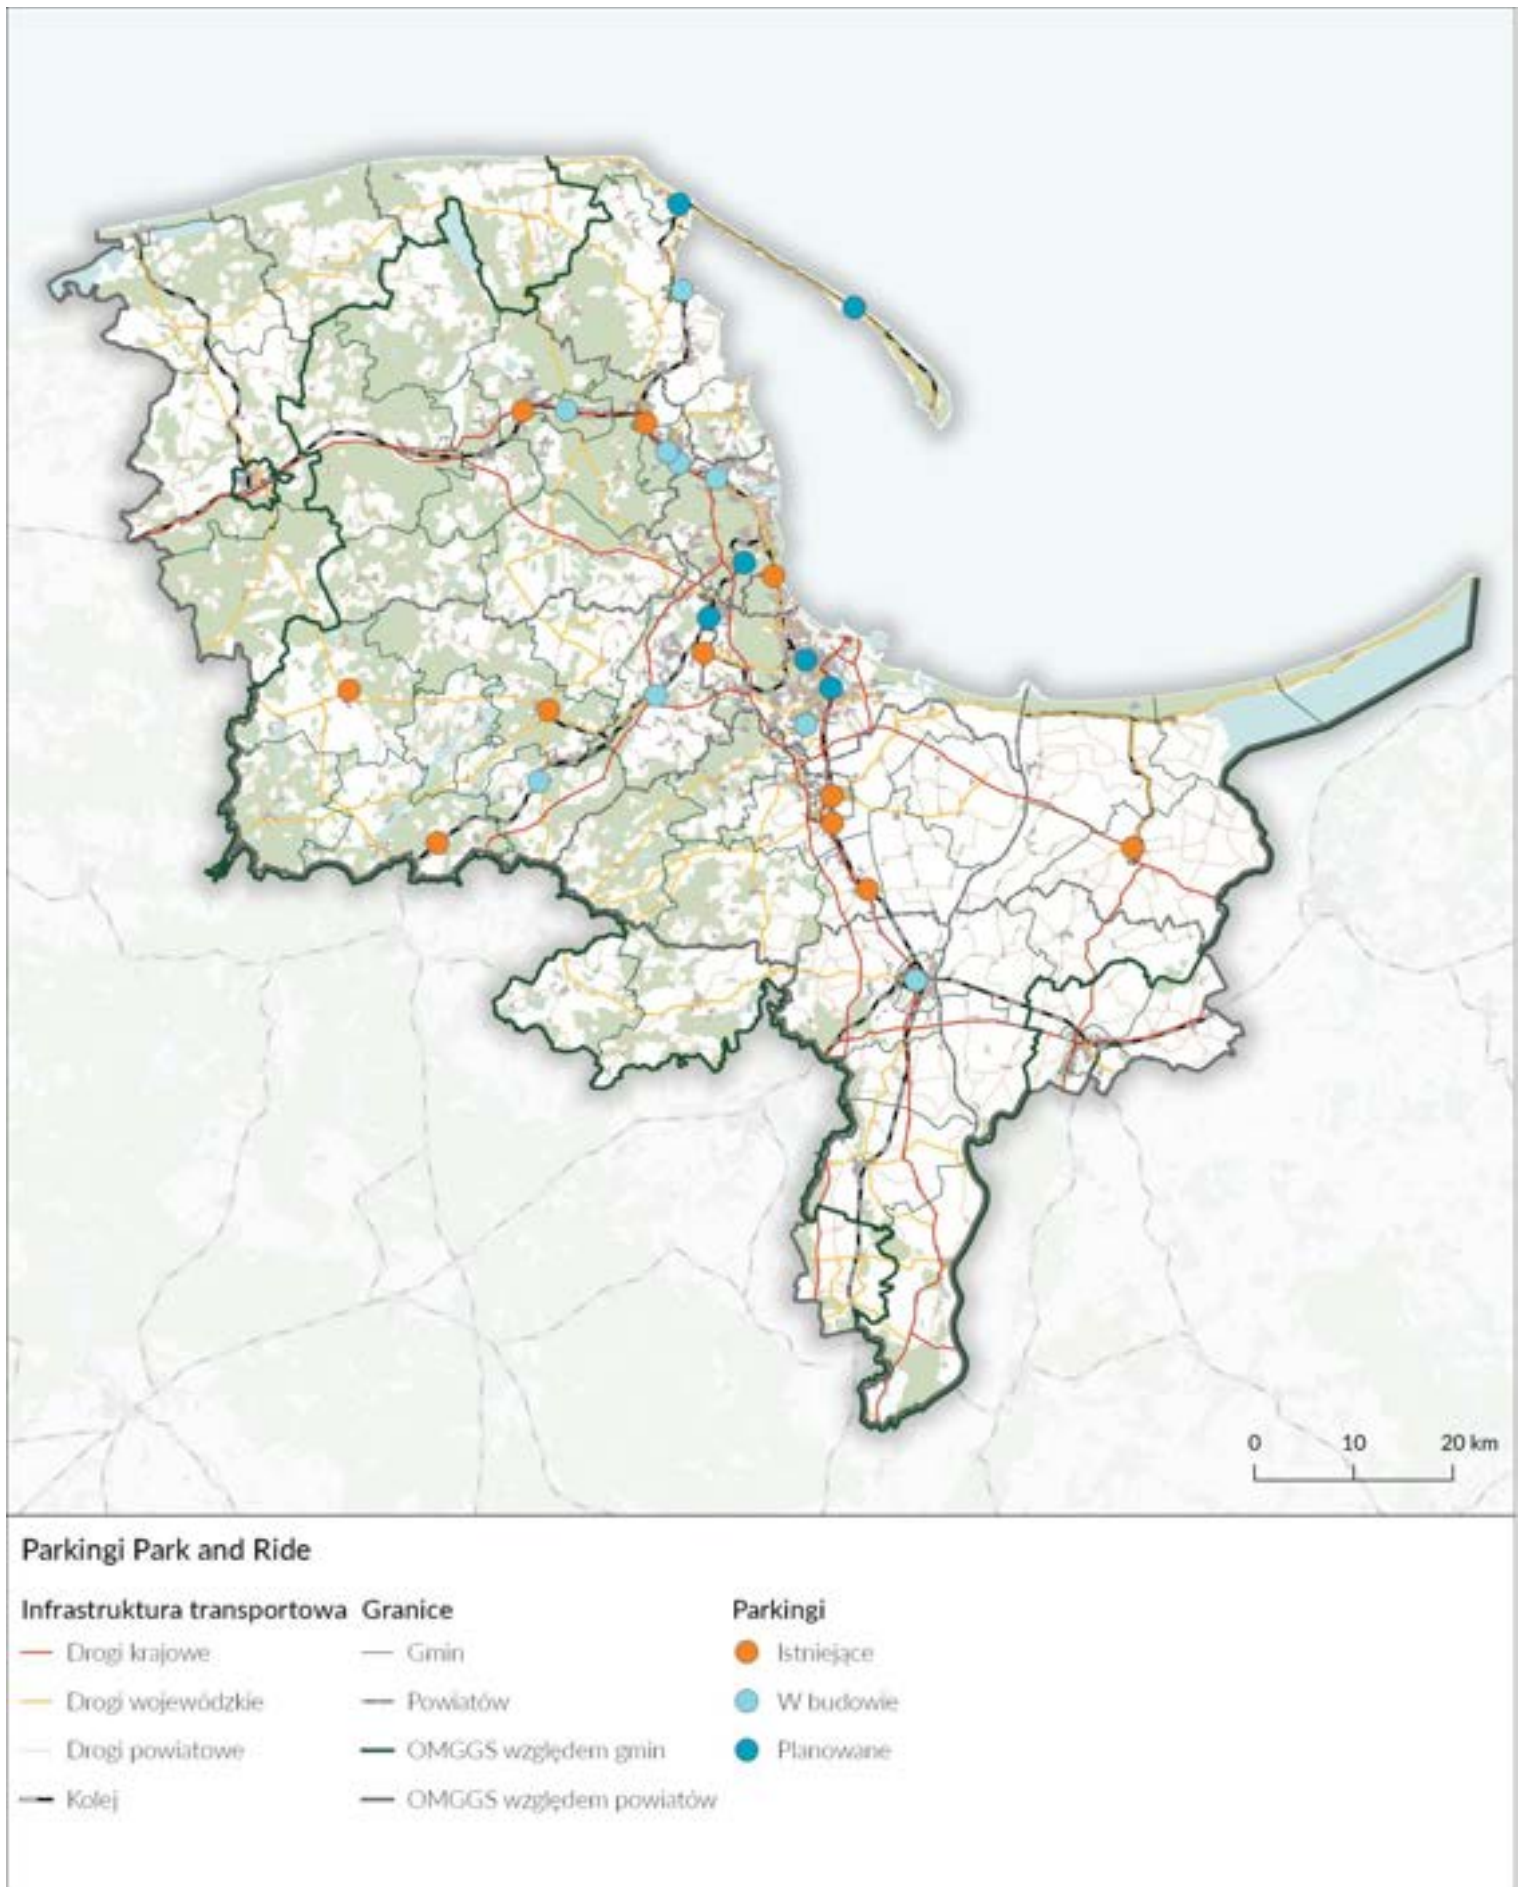 0 10 20 km
Parkingi Park and Ride
Infrastruktura transportowa Granice Parkingi
Drogi krajowe Gmin Istniejące
Drogi wojewódzkie Powiatów W budowie
Drogi powiatowe OMGGS względem gmin Planowane
Kolej OMGGS względem powiatów